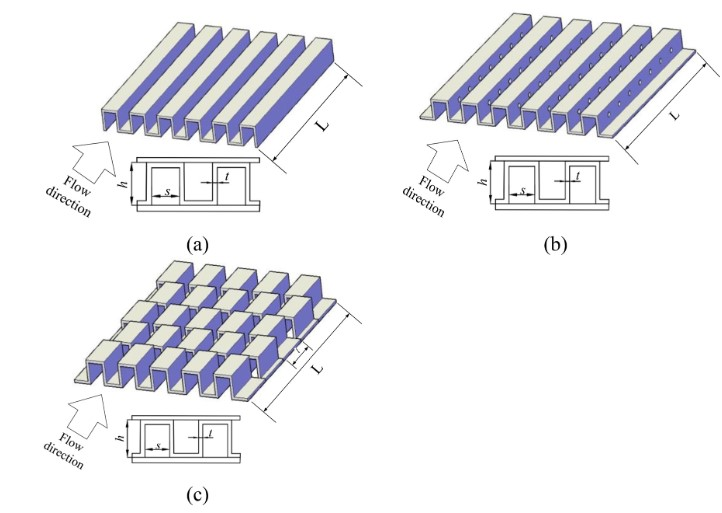 L
h
s
t
Flow
direction
(a)
L
h
s
t
Flow
direction
(b)
l
L
h
s
t
Flow
direction
(c)